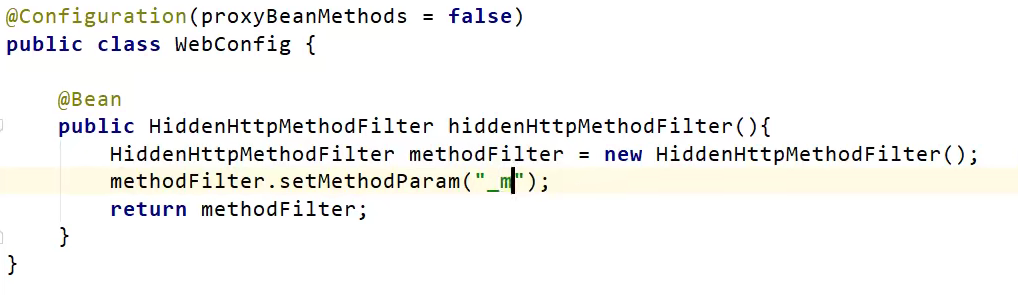 @Configuration(proxyBeanMethods = false)
public class WebConfig {
@Bean
public HiddenHttpMethodFilter hiddenHttpMethodFilter(){
HiddenHttpMethodFilter methodFilter = new HiddenHttpMethodFilter();
methodFilter.setMethodParam("_m");
return methodFilter;
}
}